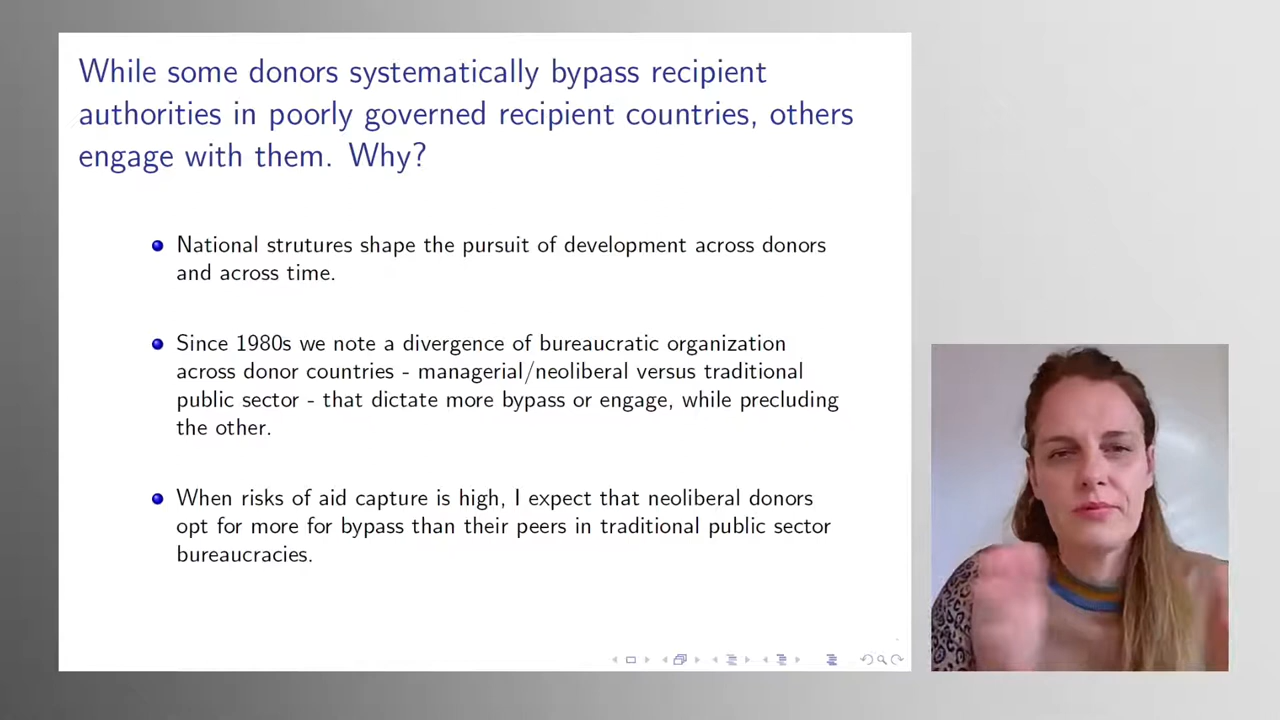 While some donors systematically bypass recipient
authorities in poorly governed recipient countries, others
engage with them. Why?
National strutures shape the pursuit of development across donors
and across time.
Since 1980s we note a divergence of bureaucratic organization
across donor countries - managerial/neoliberal versus traditional
public sector - that dictate more bypass or engage, while precluding
the other.
When risks of aid capture is high, I expect that neoliberal donors
opt for more for bypass than their peers in traditional public sector
bureaucracies.